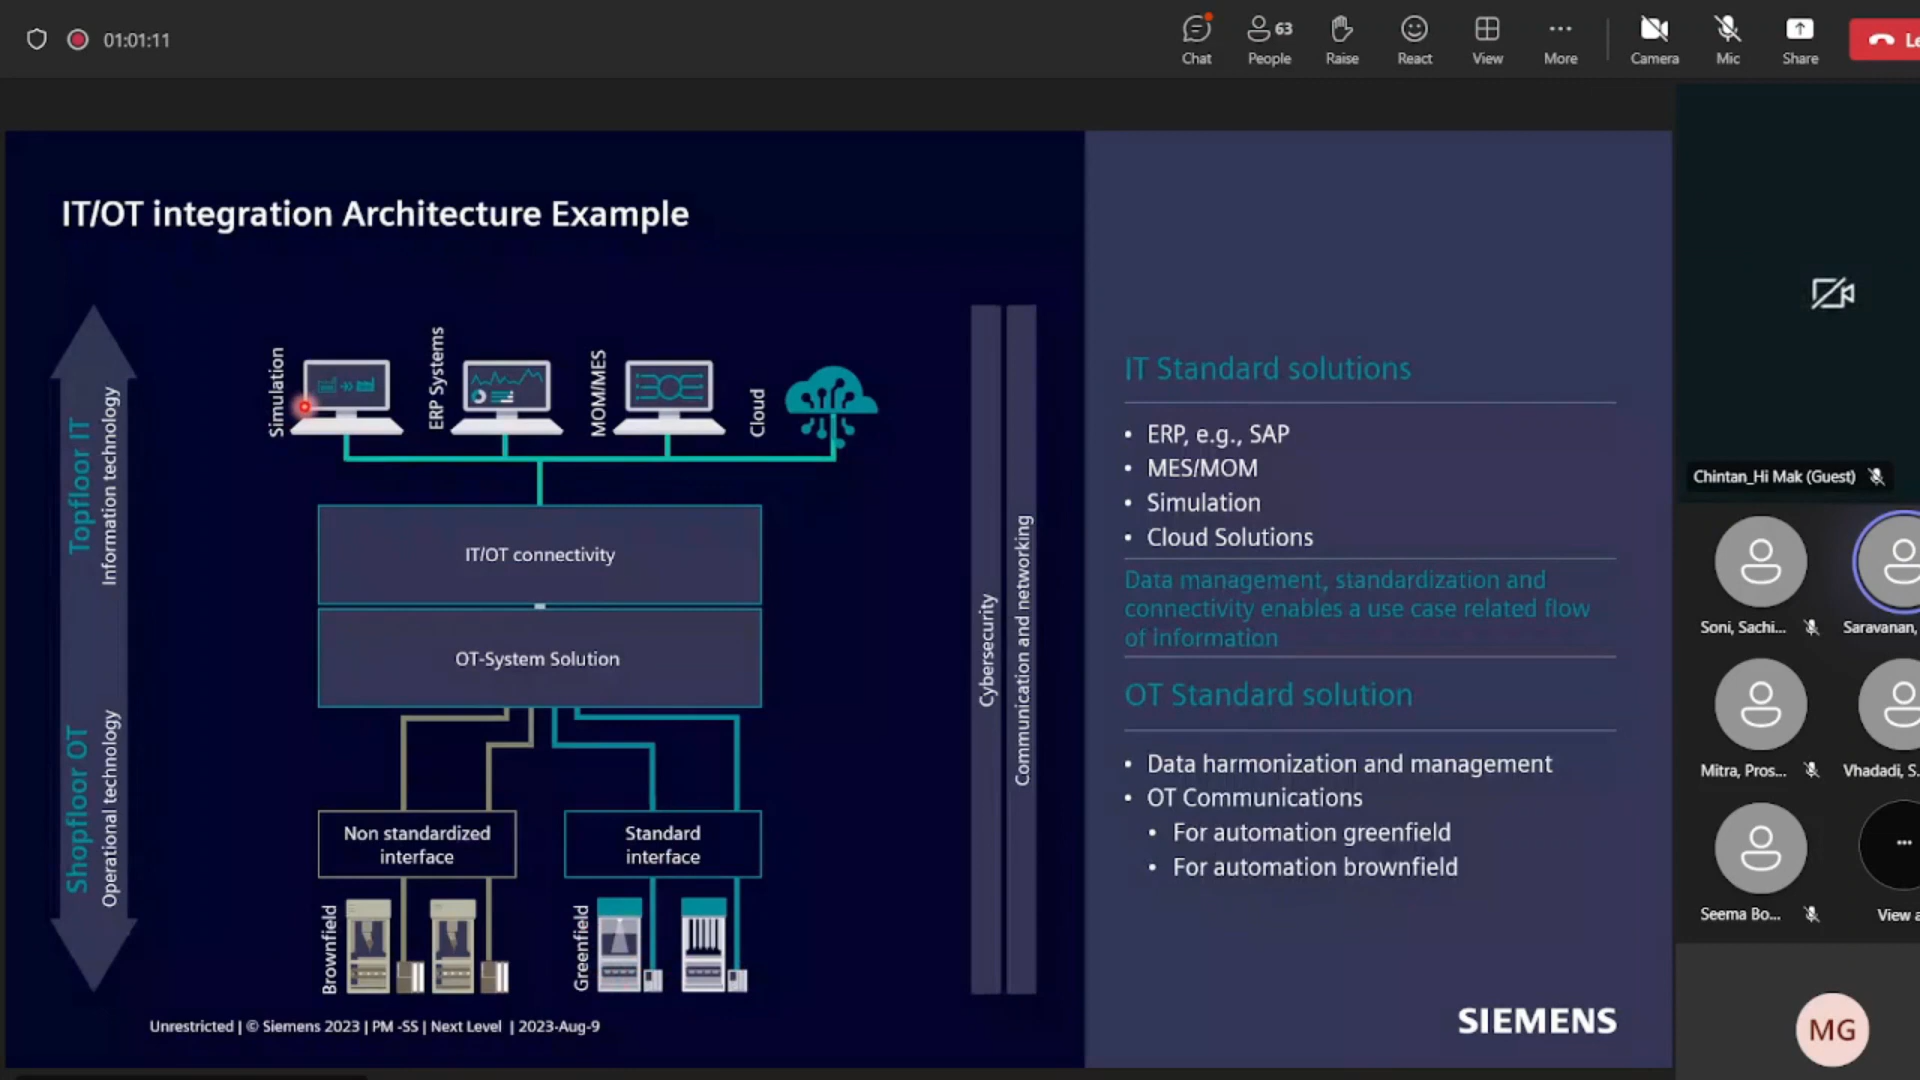 01:01:11
Chat
63
People
Raise
React
View
More
Camera
Mic
Share
IT/OT integration Architecture Example
Topfloor IT
Information technology
Shopfloor OT
Operational technology
Simulation
ERP Systems
MOM/MES
Cloud
IT/OT connectivity
OT-System Solution
Non standardized
interface
Standard
interface
Brownfield
Greenfield
Cybersecurity
Communication and networking
Unrestricted | © Siemens 2023 | PM -SS | Next Level | 2023-Aug-9
IT Standard solutions
• ERP, e.g., SAP
• MES/MOM
• Simulation
• Cloud Solutions
Data management, standardization and
connectivity enables a use case related flow
of Information
OT Standard solution
• Data harmonization and management
• OT Communications
• For automation greenfield
• For automation brownfield
SIEMENS
Chintan_Hi Mak (Guest)
Soni, Sachi...
Saravanan,
Mitra, Pros...
Vhadadi, S.
Seema Bo...
View a
MG